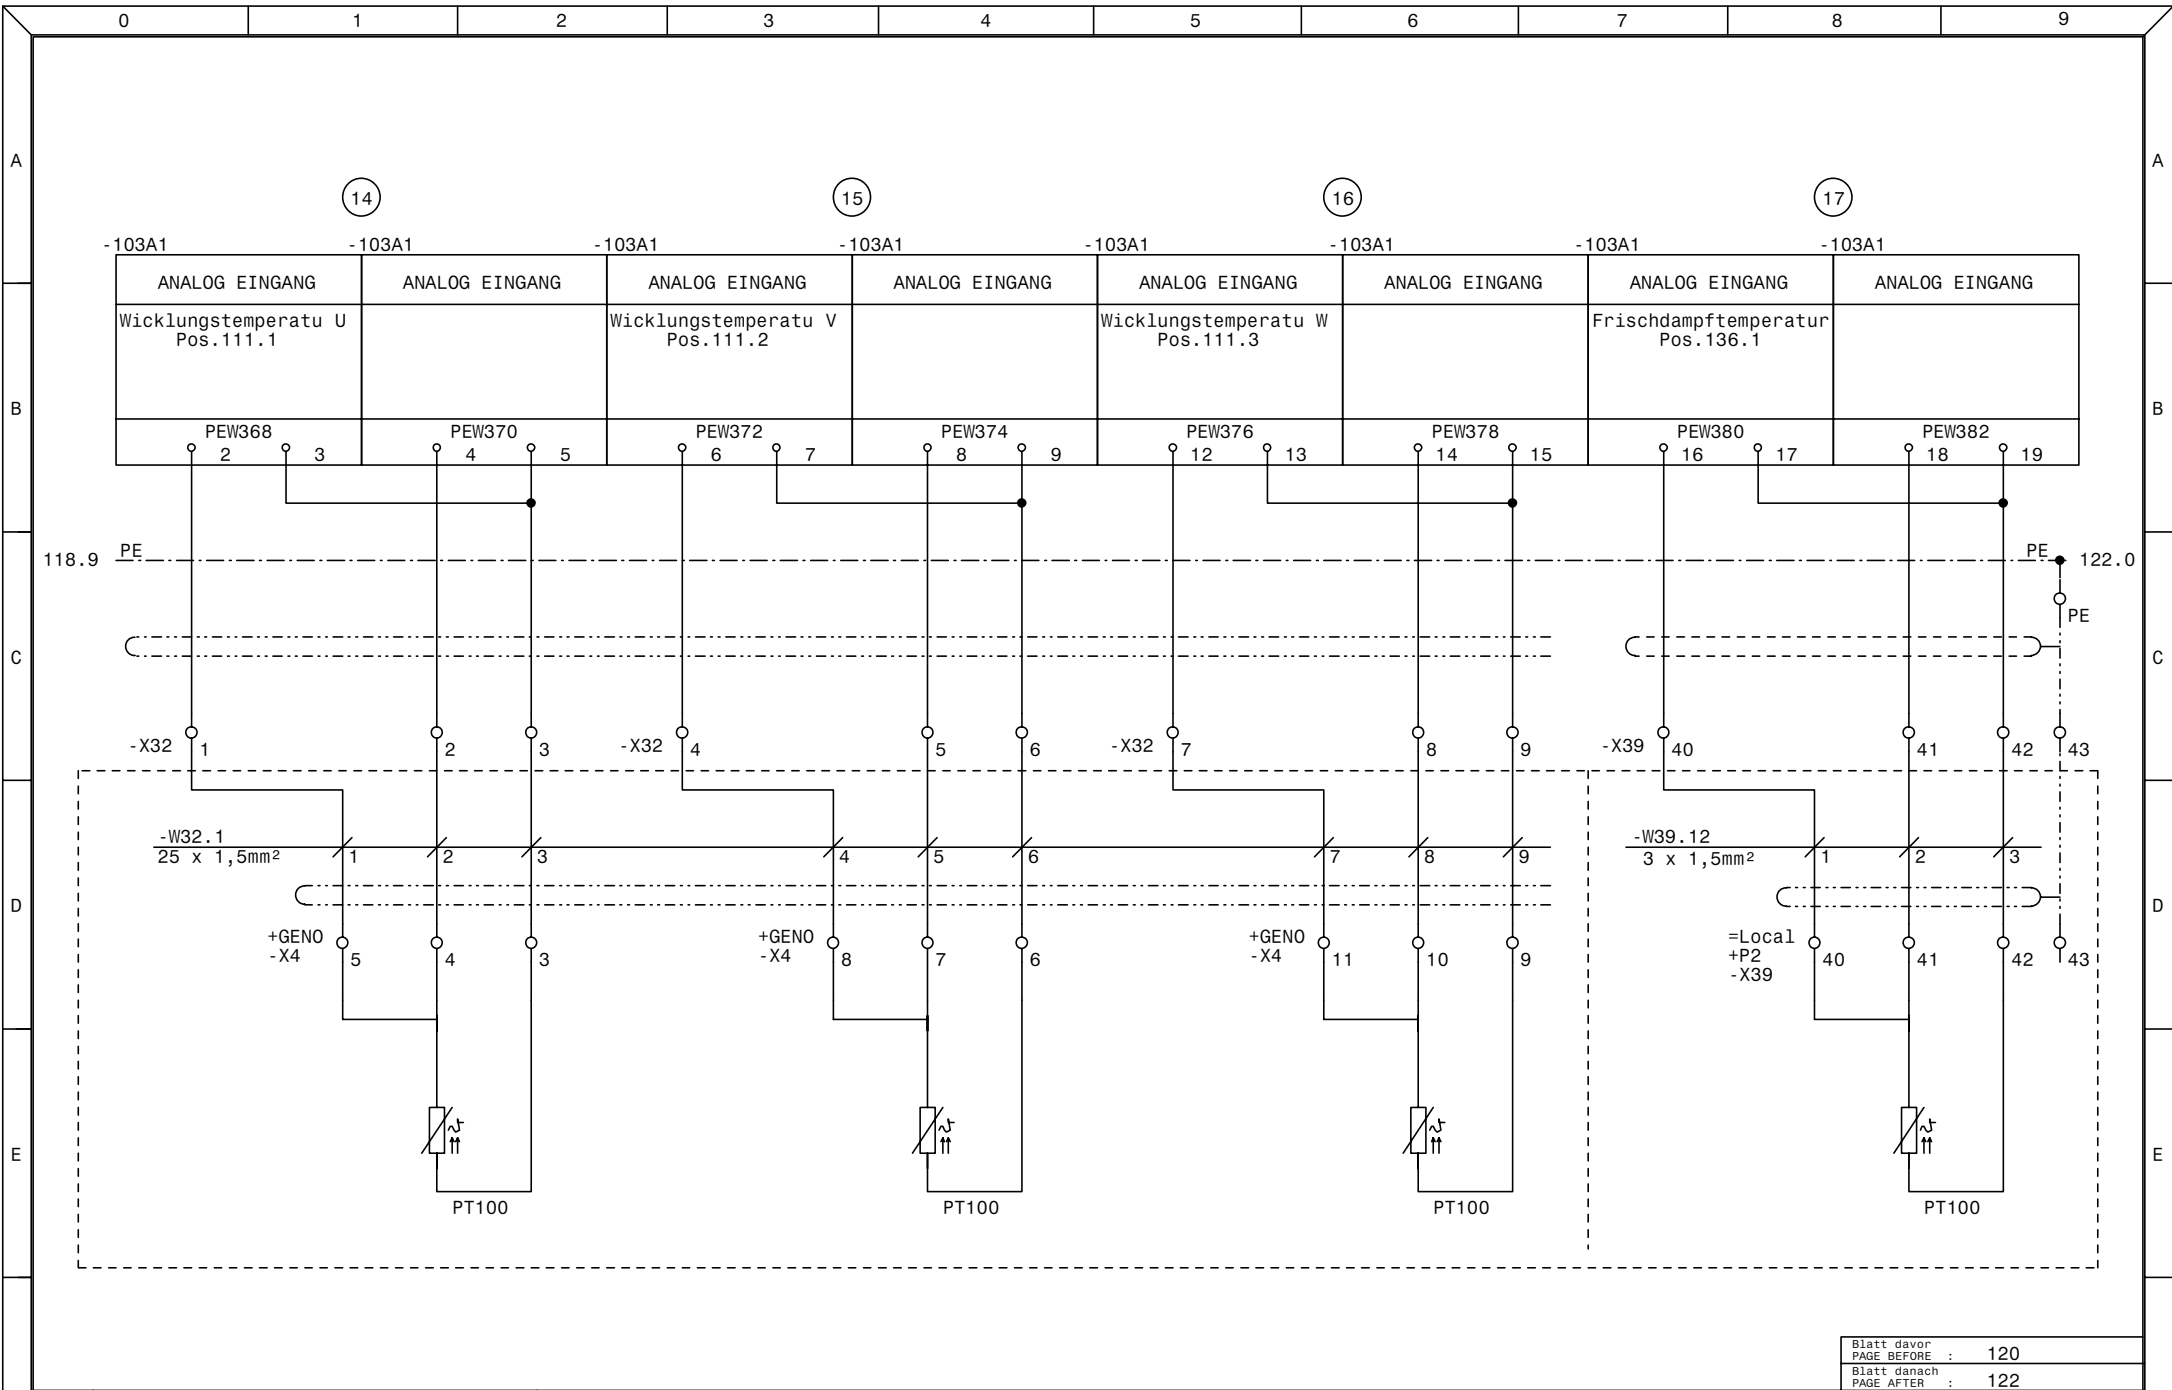 0 1 2 3 4 5 6 7 8 9
A A
14 15 16 17
-103A1 -103A1 -103A1 -103A1 -103A1 -103A1 -103A1 -103A1
ANALOG EINGANG ANALOG EINGANG ANALOG EINGANG ANALOG EINGANG ANALOG EINGANG ANALOG EINGANG ANALOG EINGANG ANALOG EINGANG
Wicklungstemperatu U Wicklungstemperatu V Wicklungstemperatu W Frischdampftemperatur
Pos.111.1 Pos.111.2 Pos.111.3 Pos.136.1
B B
PEW368 PEW370 PEW372 PEW374 PEW376 PEW378 PEW380 PEW382
2 3 4 5 6 7 8 9 12 13 14 15 16 17 18 19
118.9 PE PE 122.0
PE
C C
-X32 1 2 3 -X32 4 5 6 -X32 7 8 9 -X39 40 41 42 43
-W32.1 -W39.12
25 x 1,5mm² 1 2 3 4 5 6 7 8 9 3 x 1,5mm² 1 2 3
D D
+GENO +GENO +GENO =Local
-X4 5 4 3 -X4 8 7 6 -X4 11 10 9 +P2 40 41 42 43
-X39
E E
PT100 PT100 PT100 PT100
Blatt davor
PAGE BEFORE : 120
Blatt danach
PAGE AFTER : 122